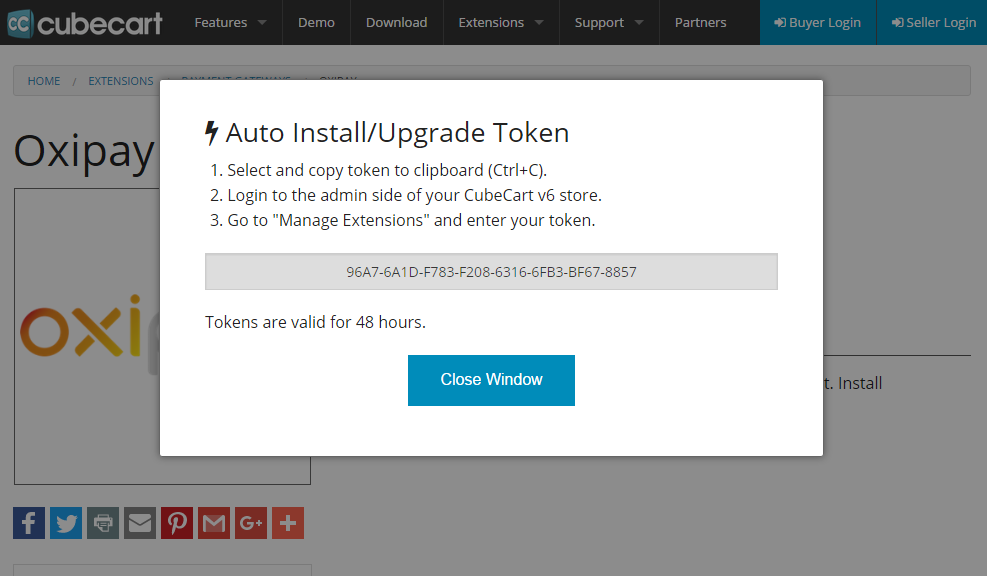 cubecart
Features
Demo
Download
Extensions
Support
Partners
Buyer Login
Seller Login
HOME / EXTENSIONS / PAYMENT GATEWAYS / OXIPAY
Oxipay
Auto Install/Upgrade Token
1. Select and copy token to clipboard (Ctrl+C).
2. Login to the admin side of your CubeCart v6 store.
3. Go to "Manage Extensions" and enter your token.
96A7-6A1D-F783-F208-6316-6FB3-BF67-8857
Tokens are valid for 48 hours.
Close Window
oxi
t. Install